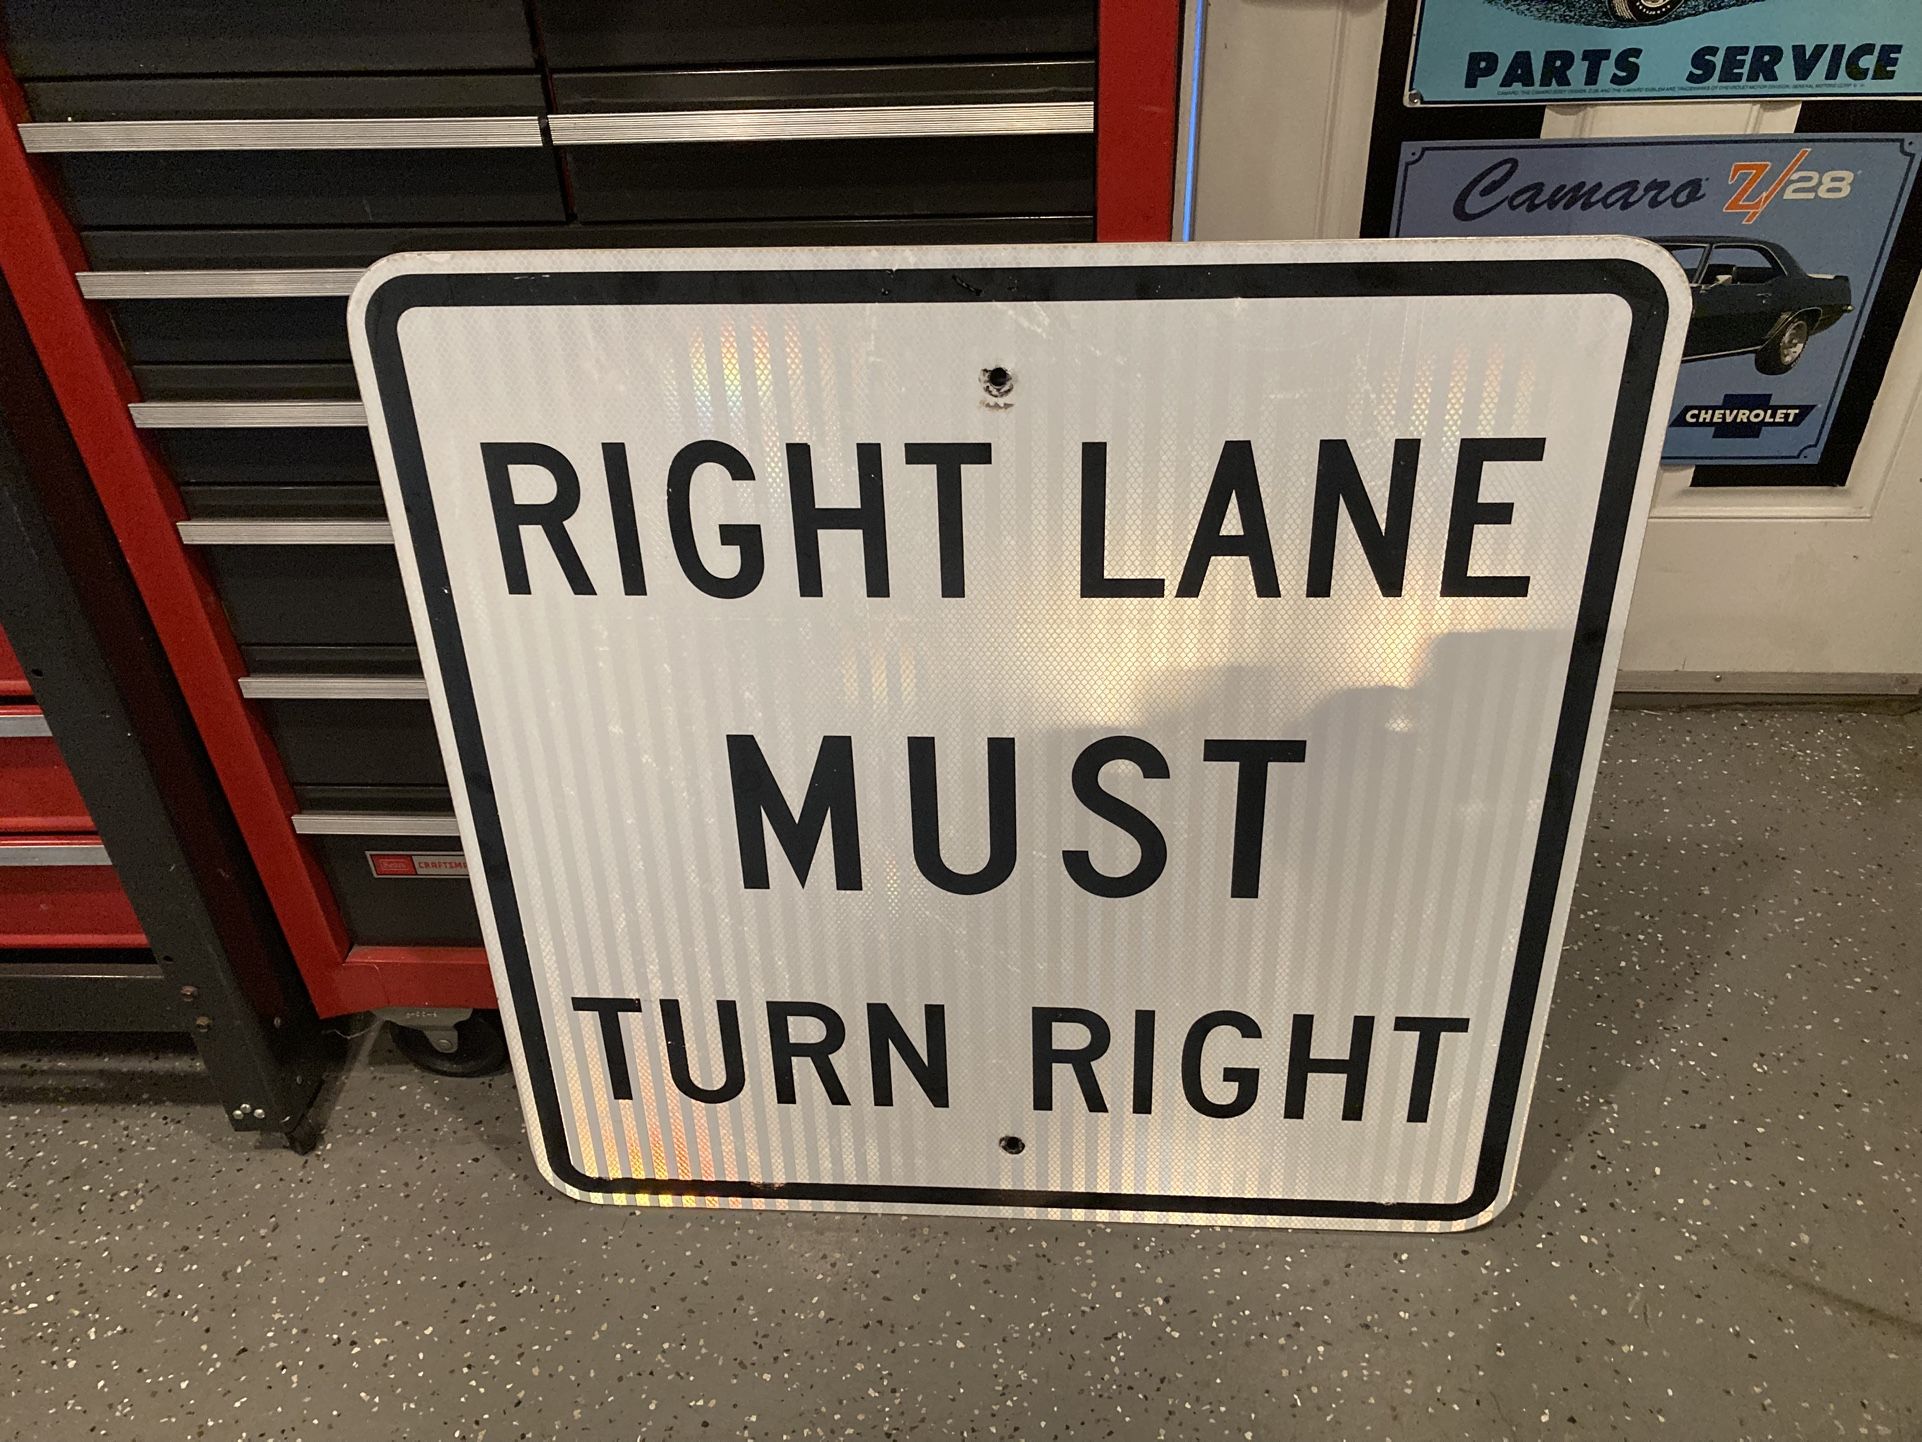 PARTS SERVICE
Camaro Z/28
CHEVROLET
RIGHT LANE
MUST
TURN RIGHT